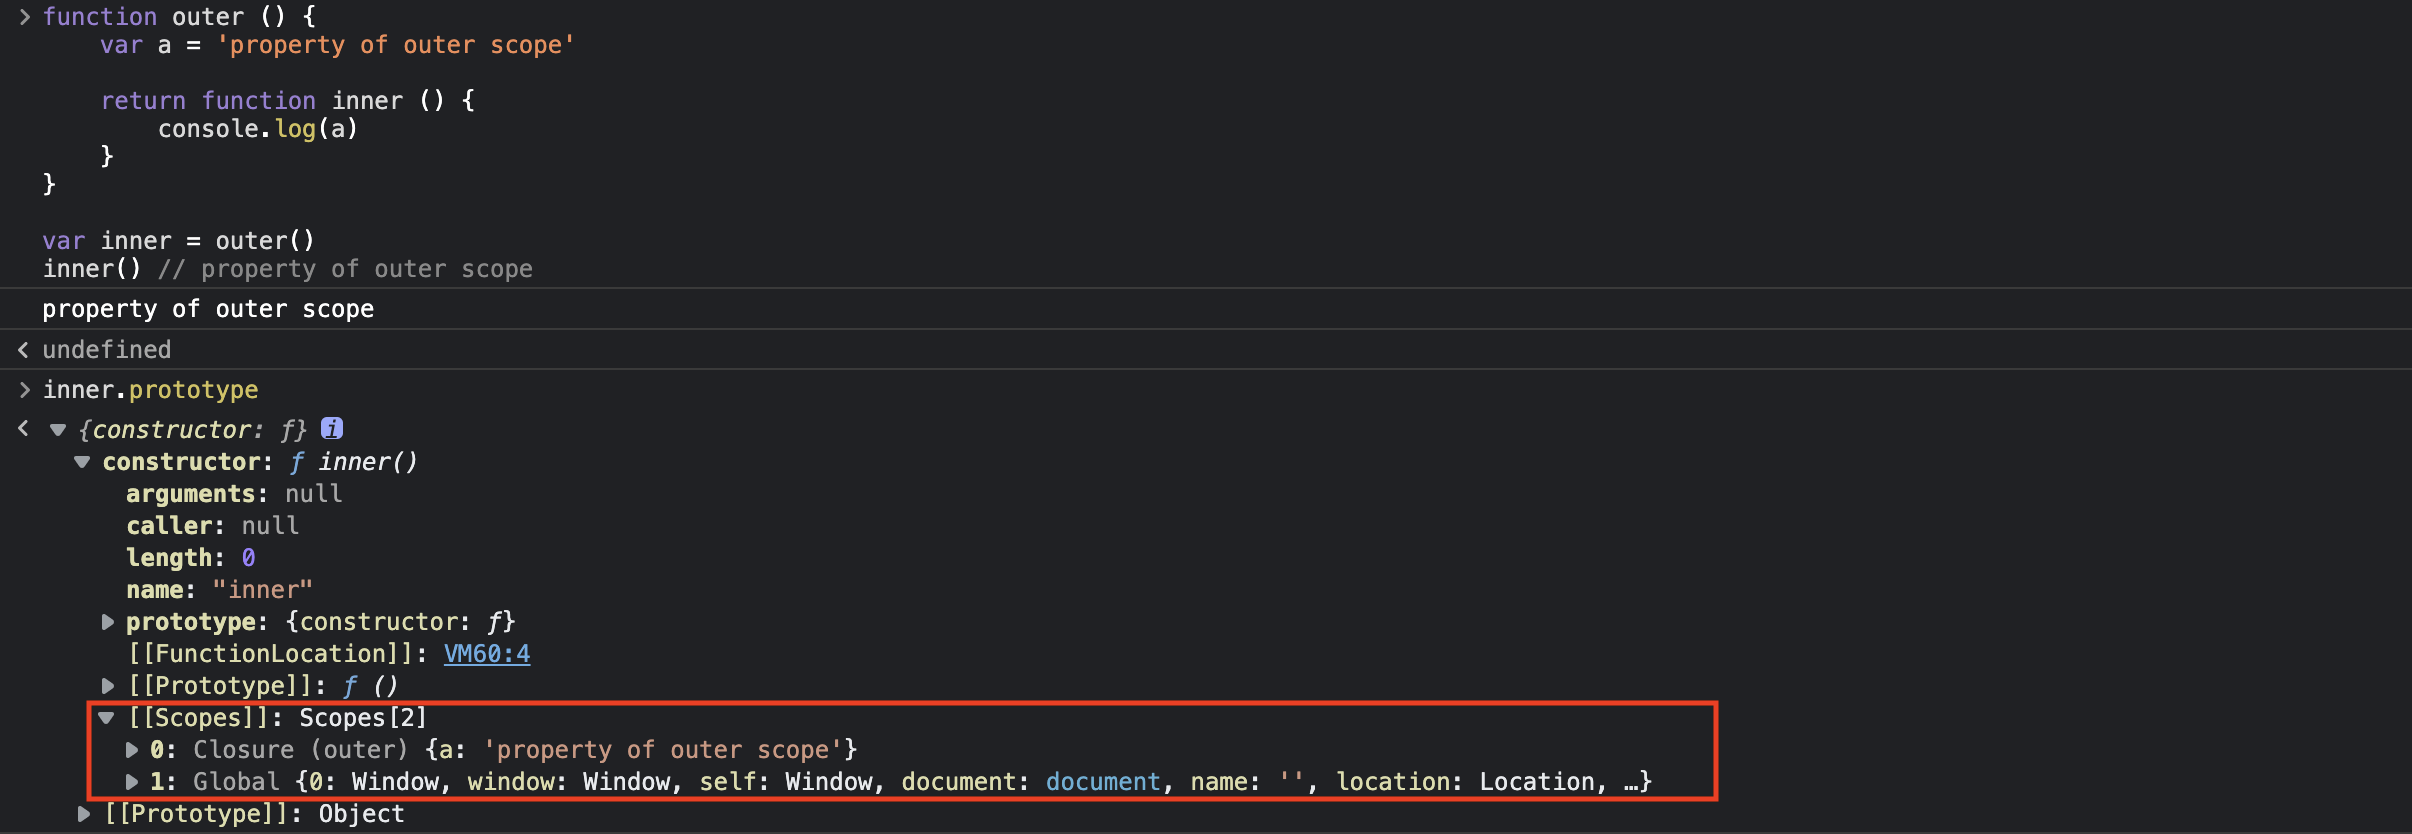 > function outer () {
var a = 'property of outer scope'
return function inner () {
console.log(a)
}
}
var inner = outer()
inner() // property of outer scope
property of outer scope
< undefined
> inner.prototype
< ▼ {constructor: ƒ} i
▼ constructor: ƒ inner()
arguments: null
caller: null
length: 0
name: "inner"
▶ prototype: {constructor: ƒ}
[[FunctionLocation]]: VM60:4
▶ [[Prototype]]: ƒ ()
▼ [[Scopes]]: Scopes[2]
▶ 0: Closure (outer) {a: 'property of outer scope'}
▶ 1: Global {0: Window, window: Window, self: Window, document: document, name: '', location: Location, …}
▶ [[Prototype]]: Object